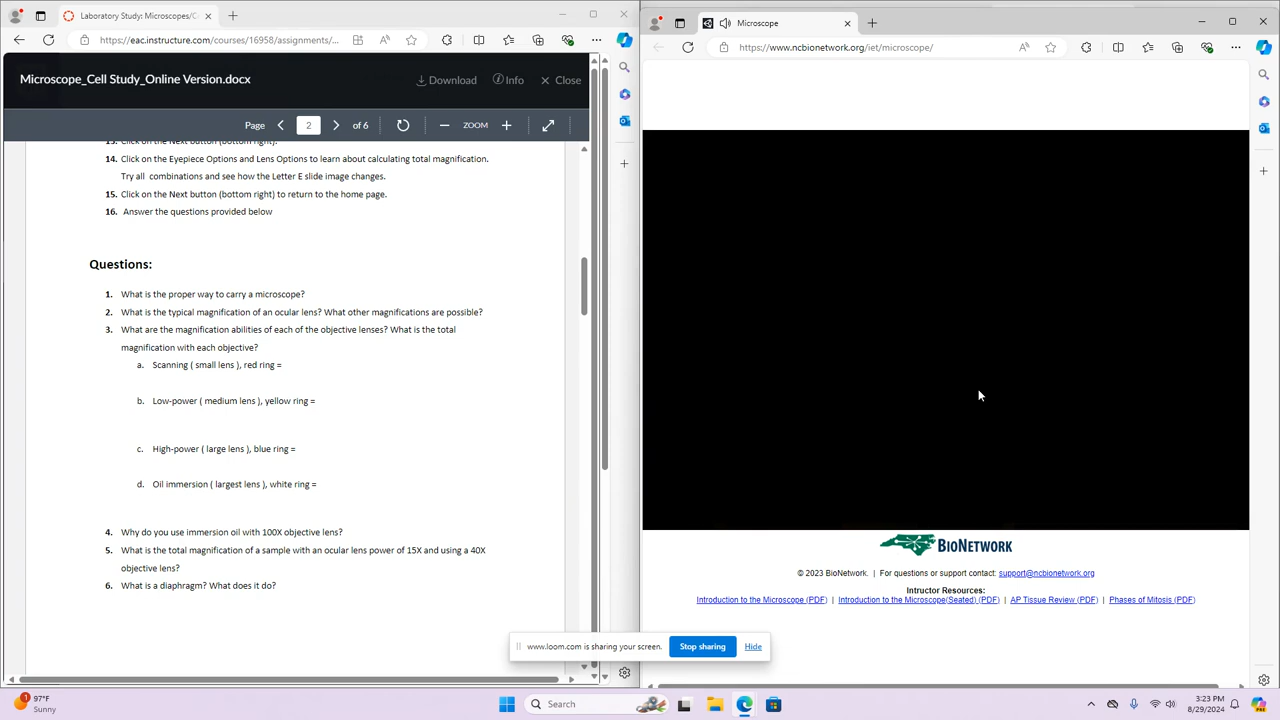 Laboratory Study: Microscopes/C
Microscope
https://eac.instructure.com/courses/16958/assignments/...
https://www.ncbionetwork.org/iet/microscope/
Microscope_Cell Study_Online Version.docx
Download
Info
Close
Page 2 of 6
ZOOM
13. Click on the Next button (bottom right).
14. Click on the Eyepiece Options and Lens Options to learn about calculating total magnification.
Try all combinations and see how the Letter E slide image changes.
15. Click on the Next button (bottom right) to return to the home page.
16. Answer the questions provided below
Questions:
1. What is the proper way to carry a microscope?
2. What is the typical magnification of an ocular lens? What other magnifications are possible?
3. What are the magnification abilities of each of the objective lenses? What is the total
magnification with each objective?
a. Scanning ( small lens ), red ring =
b. Low-power ( medium lens ), yellow ring =
c. High-power ( large lens ), blue ring =
d. Oil immersion ( largest lens ), white ring =
4. Why do you use immersion oil with 100X objective lens?
5. What is the total magnification of a sample with an ocular lens power of 15X and using a 40X
objective lens?
6. What is a diaphragm? What does it do?
BIONETWORK
© 2023 BioNetwork. | For questions or support contact: support@ncbionetwork.org
Intructor Resources:
Introduction to the Microscope (PDF) | Introduction to the Microscope(Seated) (PDF) | AP Tissue Review (PDF) | Phases of Mitosis (PDF)
www.loom.com is sharing your screen.
Stop sharing
Hide
1
97°F
Sunny
Search
3:23 PM
8/29/2024